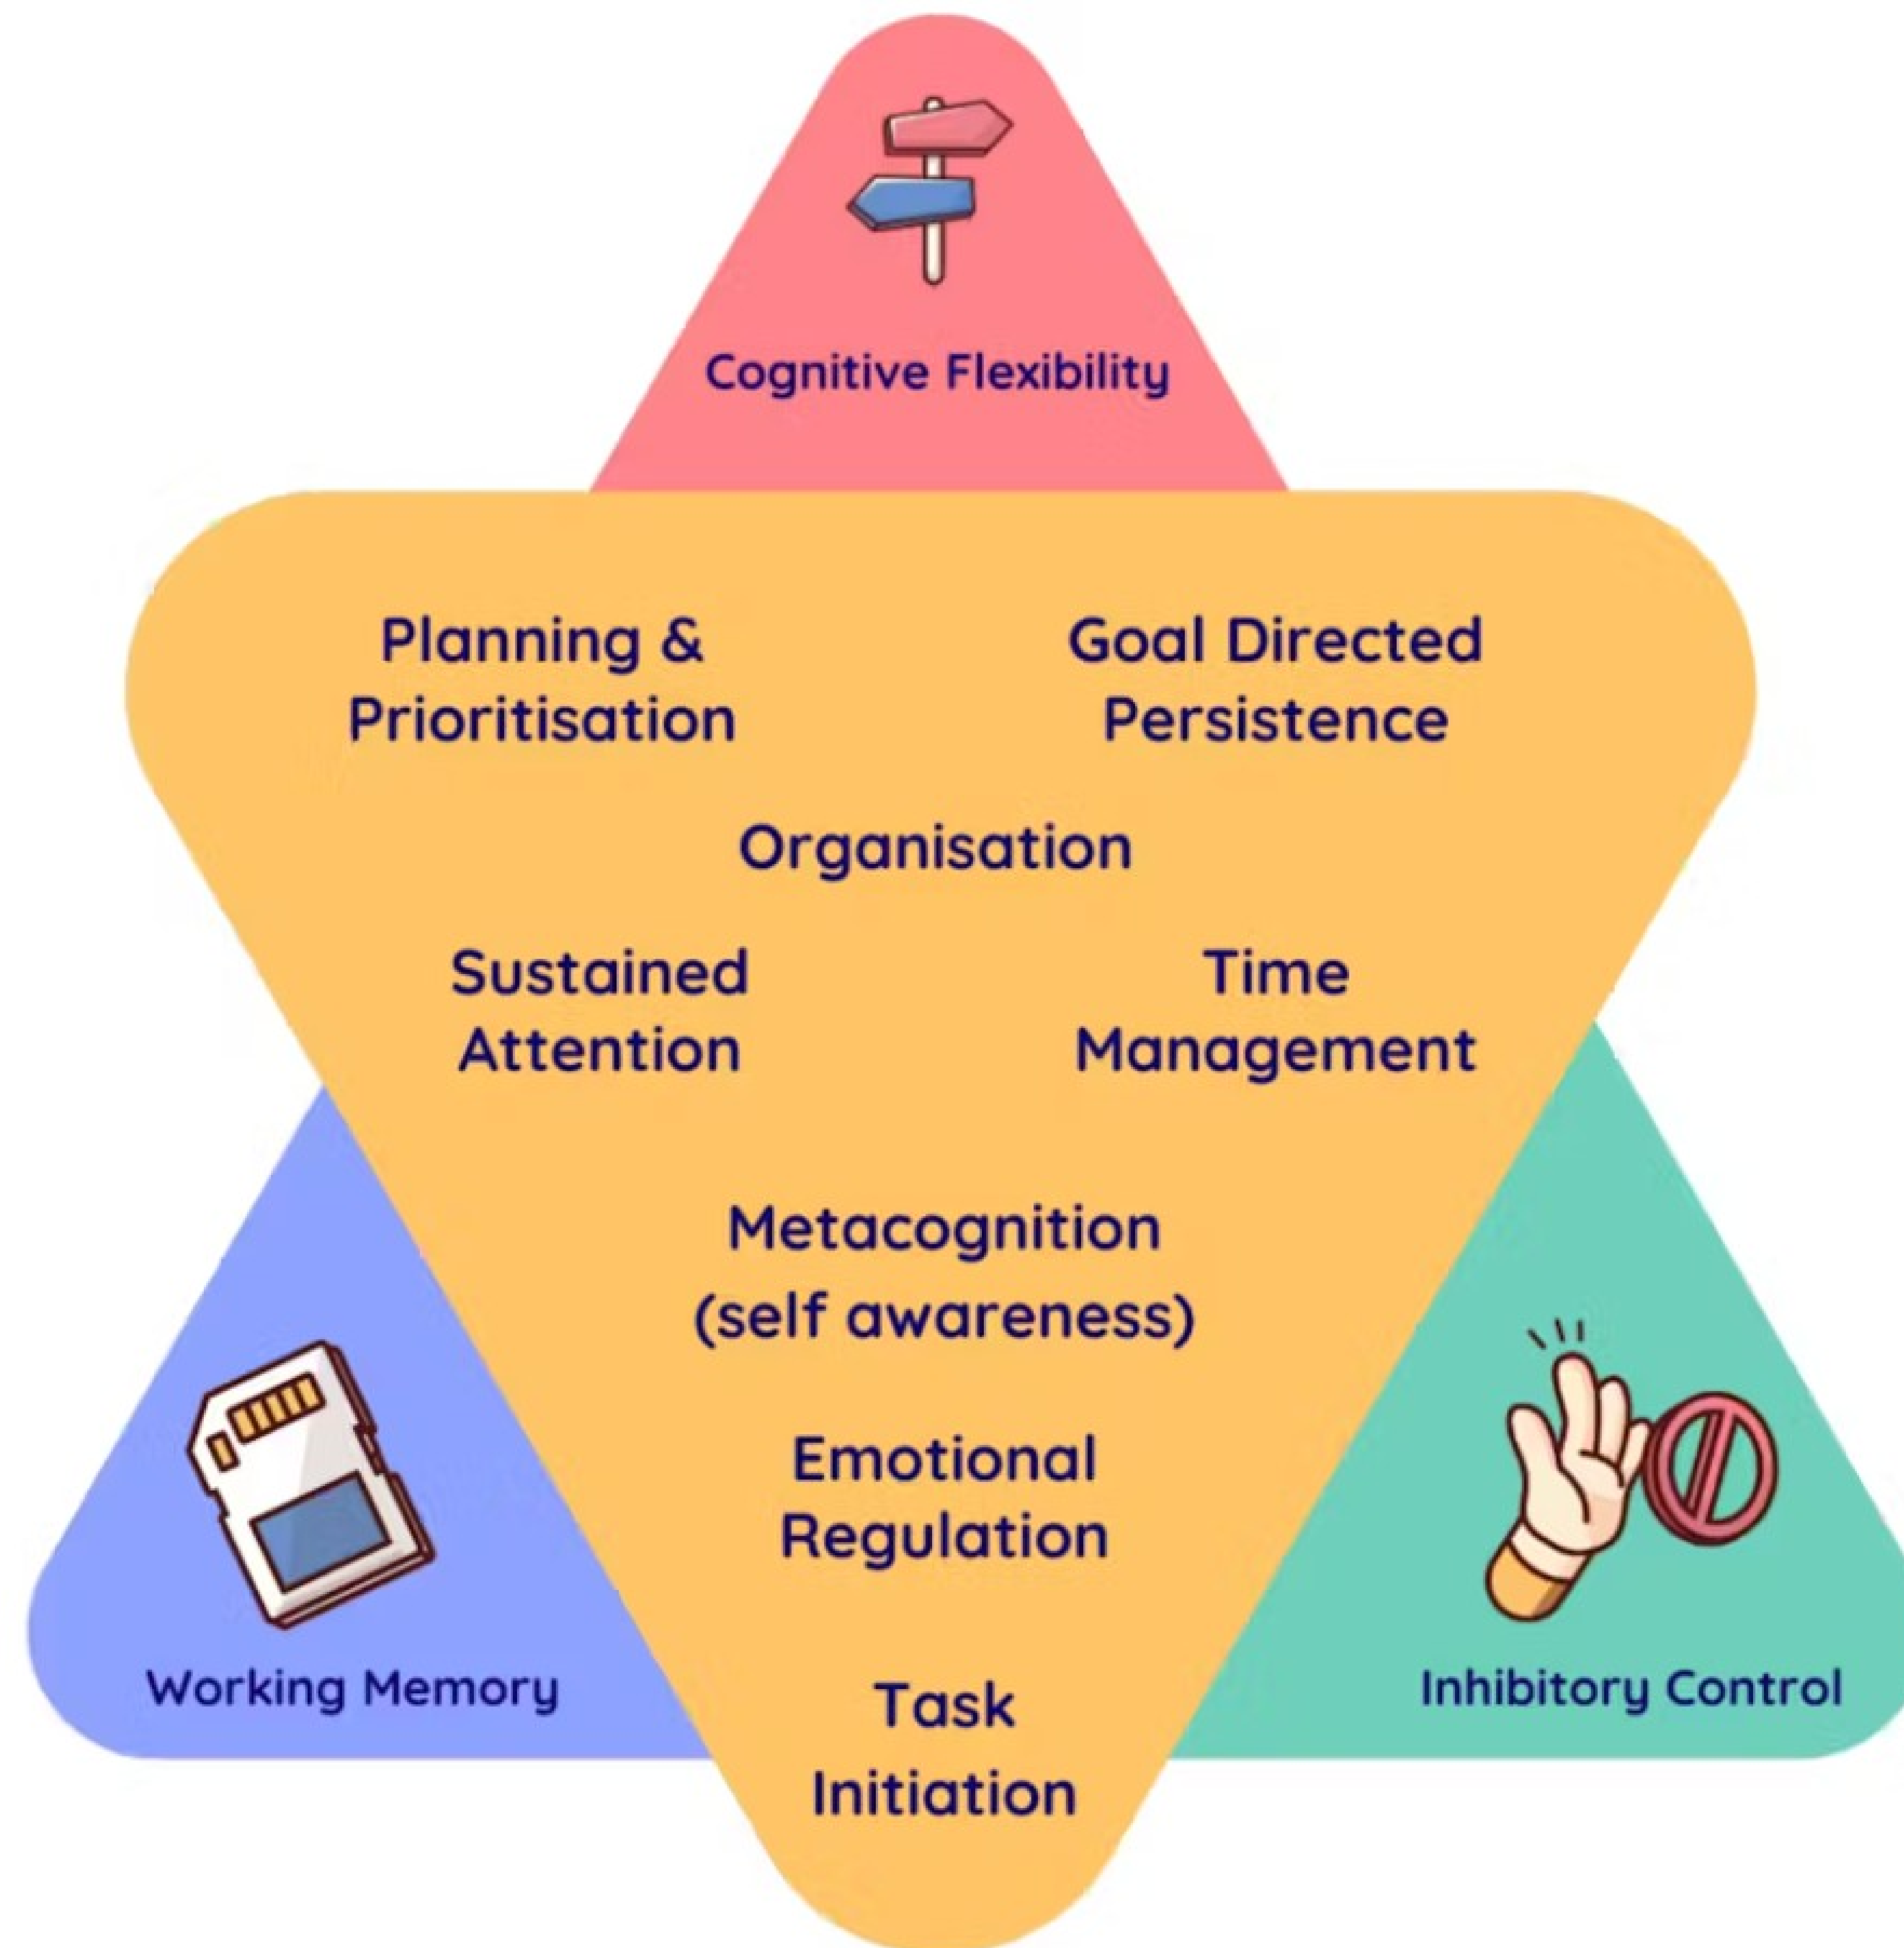 Cognitive Flexibility
Planning &
Prioritisation
Goal Directed
Persistence
Organisation
Sustained
Attention
Time
Management
Metacognition
(self awareness)
Emotional
Regulation
Working Memory
Inhibitory Control
Task
Initiation